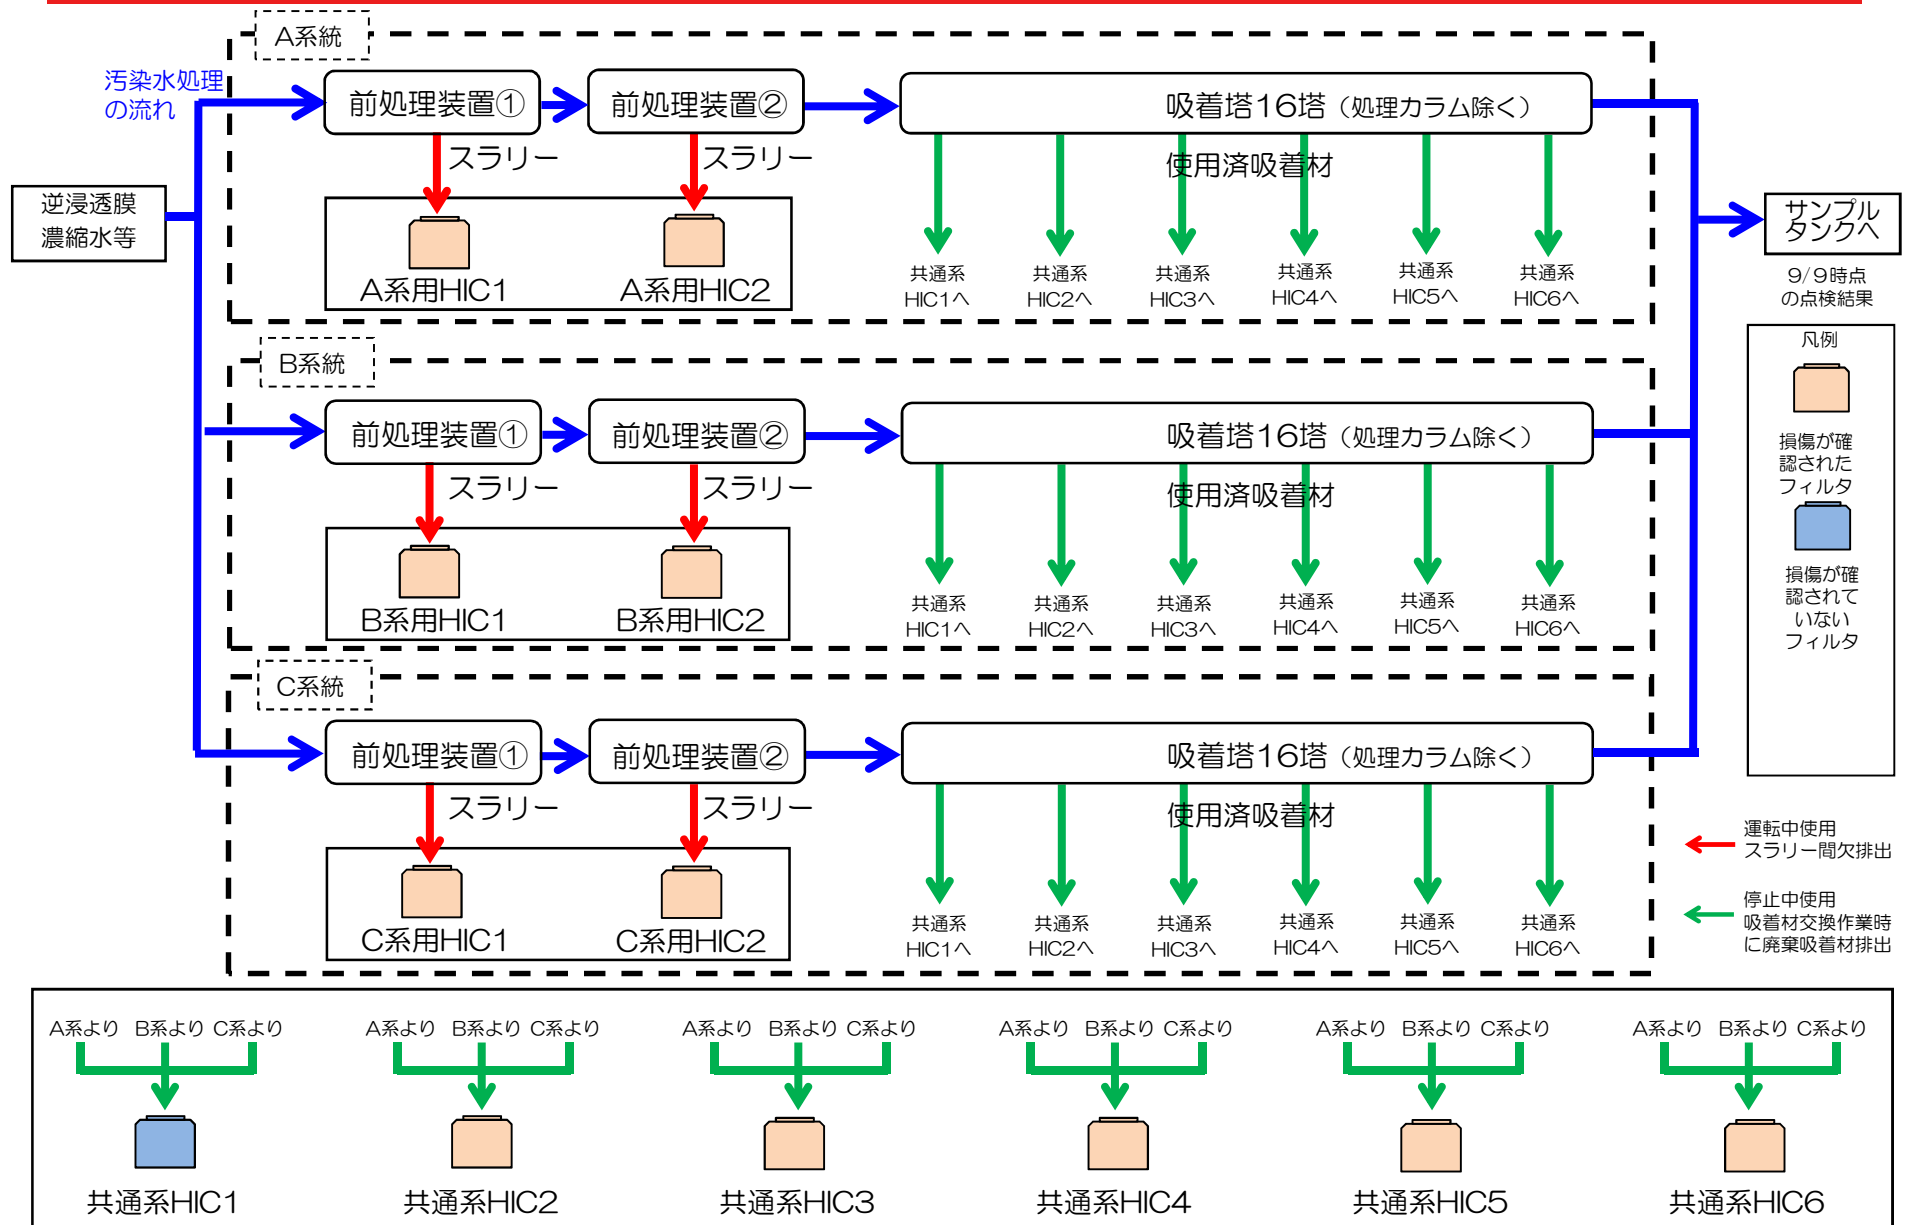 A系統
汚染水処理
の流れ
前処理装置①
前処理装置②
吸着塔16塔（処理カラム除く）
スラリー
スラリー
使用済吸着材
逆浸透膜
濃縮水等
サンプル
タンクへ
A系用HIC1
A系用HIC2
共通系
HIC1へ
共通系
HIC2へ
共通系
HIC3へ
共通系
HIC4へ
共通系
HIC5へ
共通系
HIC6へ
9/9時点
の点検結果
凡例
損傷が確
認された
フィルタ
損傷が確
認されて
いない
フィルタ
B系統
前処理装置①
前処理装置②
吸着塔16塔（処理カラム除く）
スラリー
スラリー
使用済吸着材
B系用HIC1
B系用HIC2
共通系
HIC1へ
共通系
HIC2へ
共通系
HIC3へ
共通系
HIC4へ
共通系
HIC5へ
共通系
HIC6へ
C系統
前処理装置①
前処理装置②
吸着塔16塔（処理カラム除く）
スラリー
スラリー
使用済吸着材
C系用HIC1
C系用HIC2
共通系
HIC1へ
共通系
HIC2へ
共通系
HIC3へ
共通系
HIC4へ
共通系
HIC5へ
共通系
HIC6へ
運転中使用
スラリー間欠排出
停止中使用
吸着材交換作業時
に廃棄吸着材排出
A系より B系より C系より
共通系HIC1
A系より B系より C系より
共通系HIC2
A系より B系より C系より
共通系HIC3
A系より B系より C系より
共通系HIC4
A系より B系より C系より
共通系HIC5
A系より B系より C系より
共通系HIC6